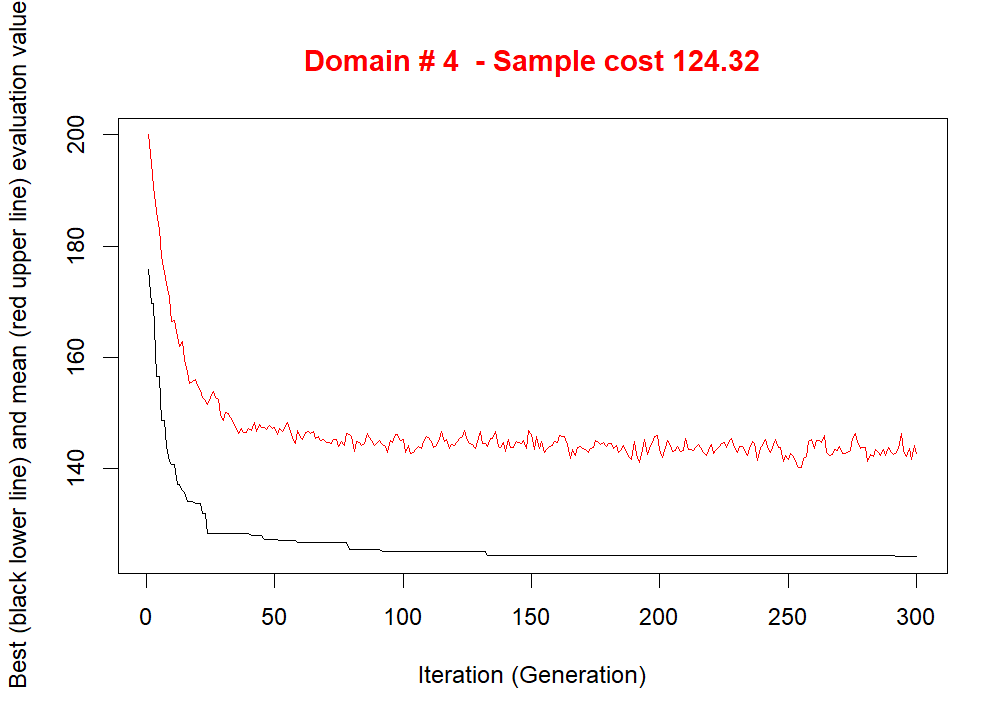 Domain # 4  - Sample cost 124.32
Best (black lower line) and mean (red upper line) evaluation value
200
180
160
140
0 50 100 150 200 250 300
Iteration (Generation)